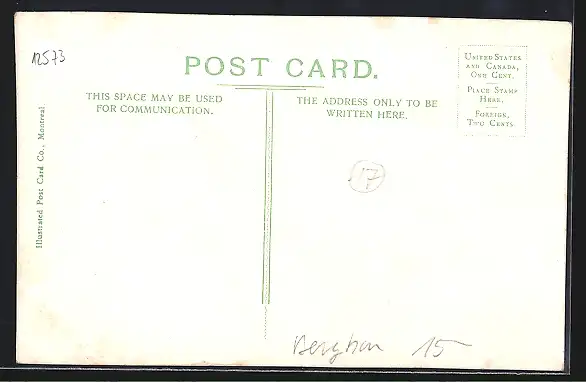 12573
POST CARD.
THIS SPACE MAY BE USED
FOR COMMUNICATION.
THE ADDRESS ONLY TO BE
WRITTEN HERE.
UNITED STATES
AND CANADA,
ONE CENT.
PLACE STAMP
HERE.
FOREIGN,
TWO CENTS.
Illustrated Post Card Co., Montreal.
17
15